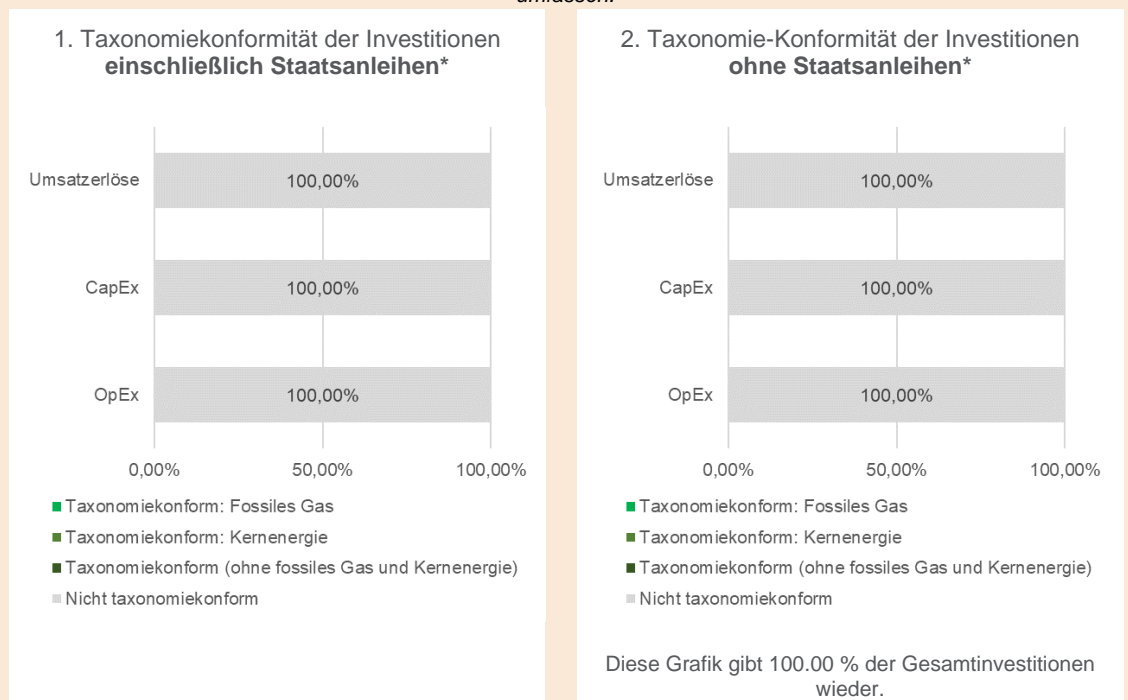 umfassen.
1. Taxonomiekonformität der Investitionen
einschließlich Staatsanleihen*
Umsatzerlöse
100,00%
CapEx
100,00%
OpEx
100,00%
0,00%
50,00%
100,00%
Taxonomiekonform: Fossiles Gas
Taxonomiekonform: Kernenergie
Taxonomiekonform (ohne fossiles Gas und Kernenergie)
Nicht taxonomiekonform
2. Taxonomie-Konformität der Investitionen
ohne Staatsanleihen*
Umsatzerlöse
100,00%
CapEx
100,00%
OpEx
100,00%
0,00%
50,00%
100,00%
Taxonomiekonform: Fossiles Gas
Taxonomiekonform: Kernenergie
Taxonomiekonform (ohne fossiles Gas und Kernenergie)
Nicht taxonomiekonform
Diese Grafik gibt 100.00 % der Gesamtinvestitionen
wieder.